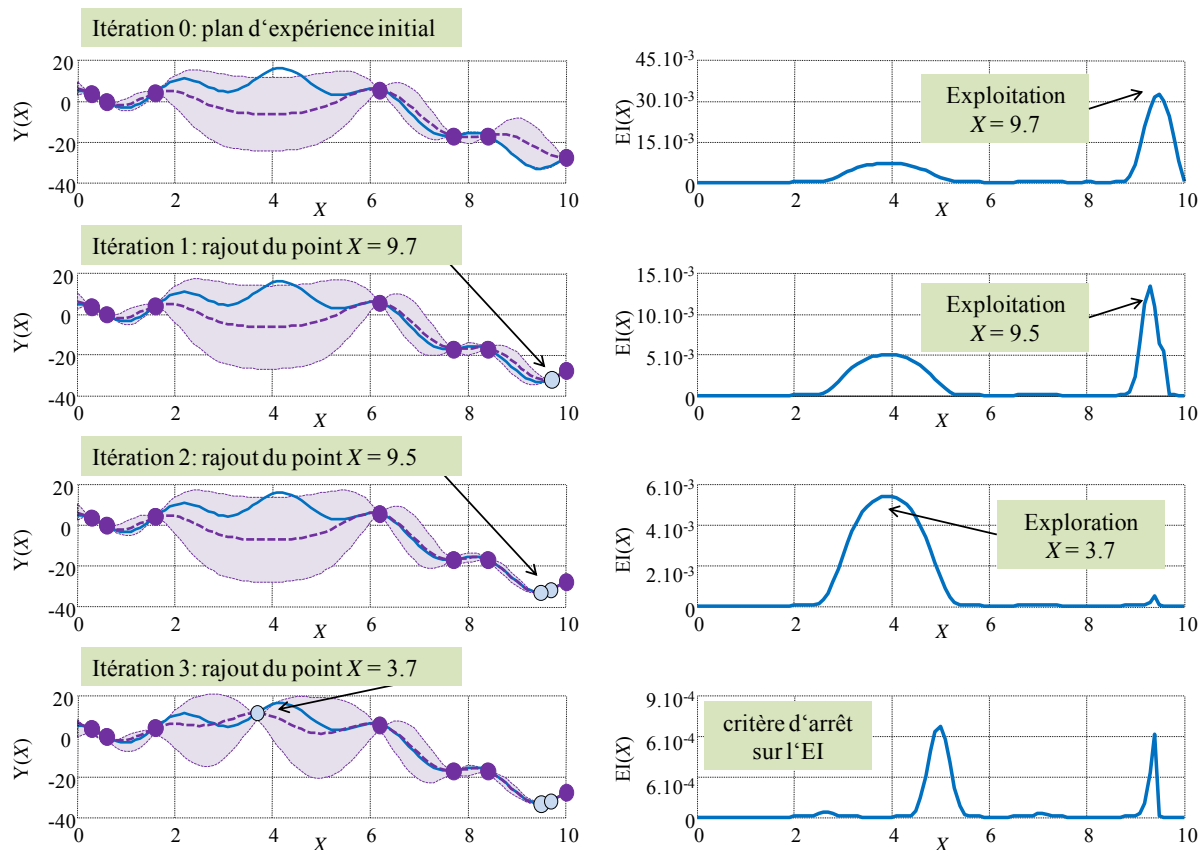 Itération 0: plan d‘expérience initial
20
0
-20
-40
Y(X)
0 2 4 6 8 10
X
45.10-3
30.10-3
15.10-3
0
EI(X)
Exploitation
X = 9.7
0 2 4 6 8 10
X
Itération 1: rajout du point X = 9.7
20
0
-20
-40
Y(X)
0 2 4 6 8 10
X
15.10-3
10.10-3
5.10-3
0
EI(X)
Exploitation
X = 9.5
0 2 4 6 8 10
X
Itération 2: rajout du point X = 9.5
20
0
-20
-40
Y(X)
0 2 4 6 8 10
X
6.10-3
4.10-3
2.10-3
0
EI(X)
Exploration
X = 3.7
0 2 4 6 8 10
X
Itération 3: rajout du point X = 3.7
20
0
-20
-40
Y(X)
0 2 4 6 8 10
X
9.10-4
6.10-4
6.10-4
0
EI(X)
critère d‘arrêt
sur l‘EI
0 2 4 6 8 10
X